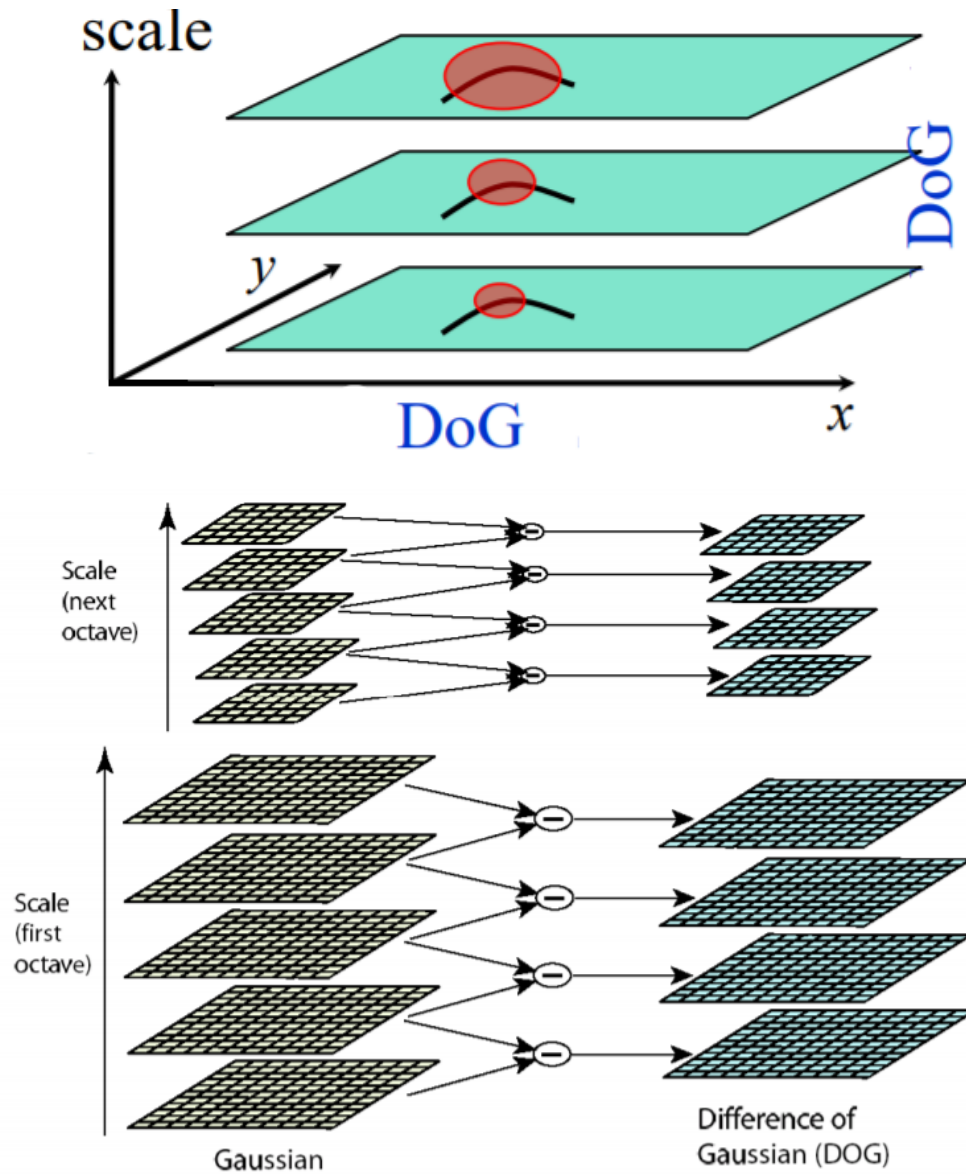 scale
DoG
y
x
DoG
Scale
(next
octave)
Scale
(first
octave)
Gaussian
Difference of
Gaussian (DOG)